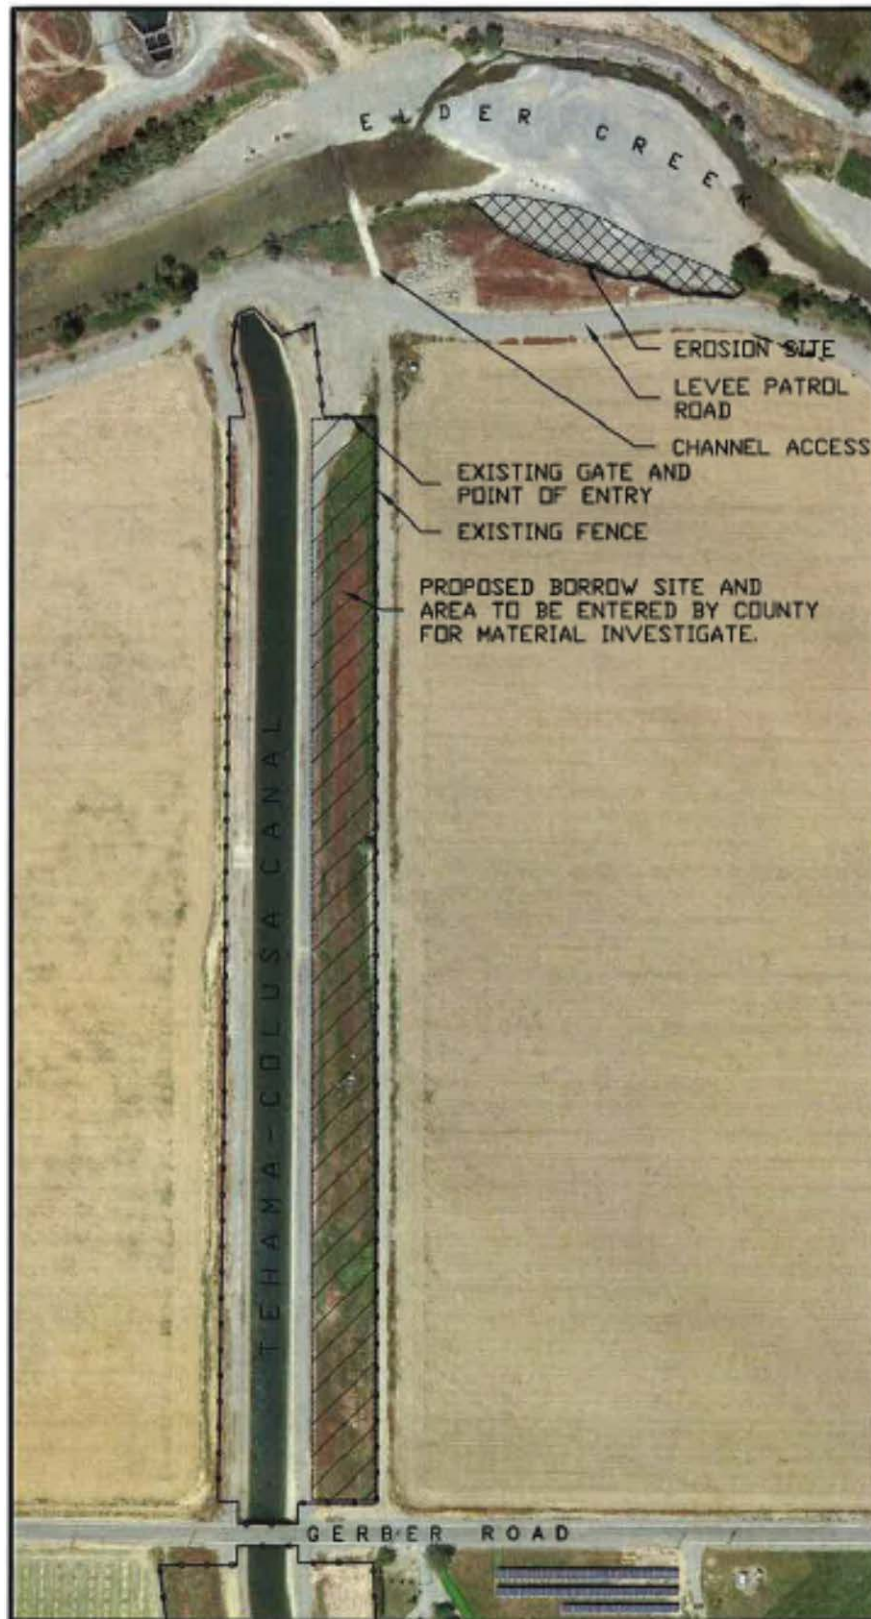 ELDER CREEK
EROSION SITE
LEVEE PATROL
ROAD
CHANNEL ACCESS
EXISTING GATE AND
POINT OF ENTRY
EXISTING FENCE
PROPOSED BORROW SITE AND
AREA TO BE ENTERED BY COUNTY
FOR MATERIAL INVESTIGATE.
TEHAMA-COLUSA CANAL
GERBER ROAD